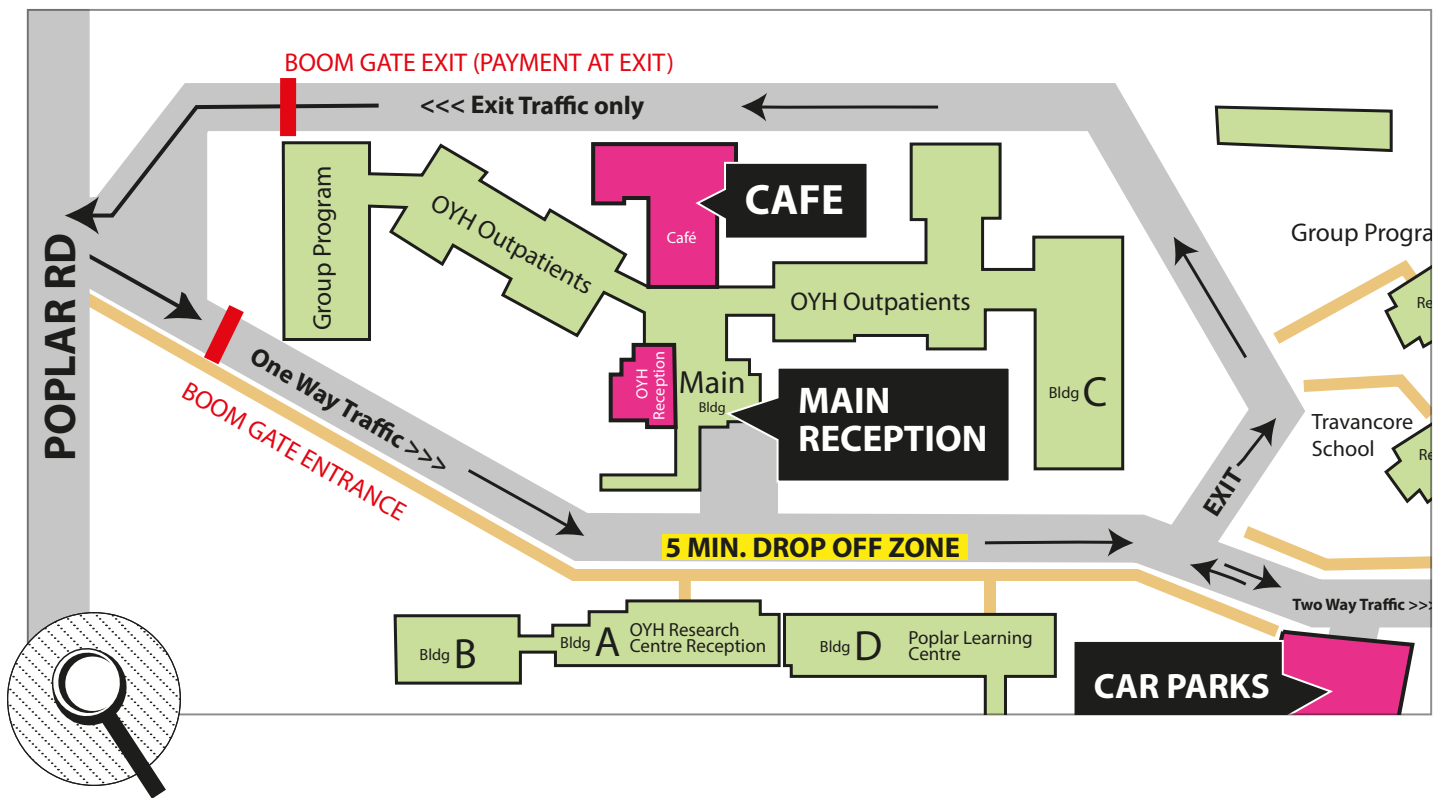 BOOM GATE EXIT (PAYMENT AT EXIT)
<<< Exit Traffic only
POPLAR RD
Group Program
OYH Outpatients
CAFE
Café
OYH Outpatients
Bldg C
OYH
Reception
Main
Bldg
MAIN
RECEPTION
One Way Traffic >>>
BOOM GATE ENTRANCE
5 MIN. DROP OFF ZONE
EXIT
Group Progra
Re
Travancore
School
Re
Two Way Traffic >>>
Bldg B
Bldg A
OYH Research
Centre Reception
Bldg D
Poplar Learning
Centre
CAR PARKS